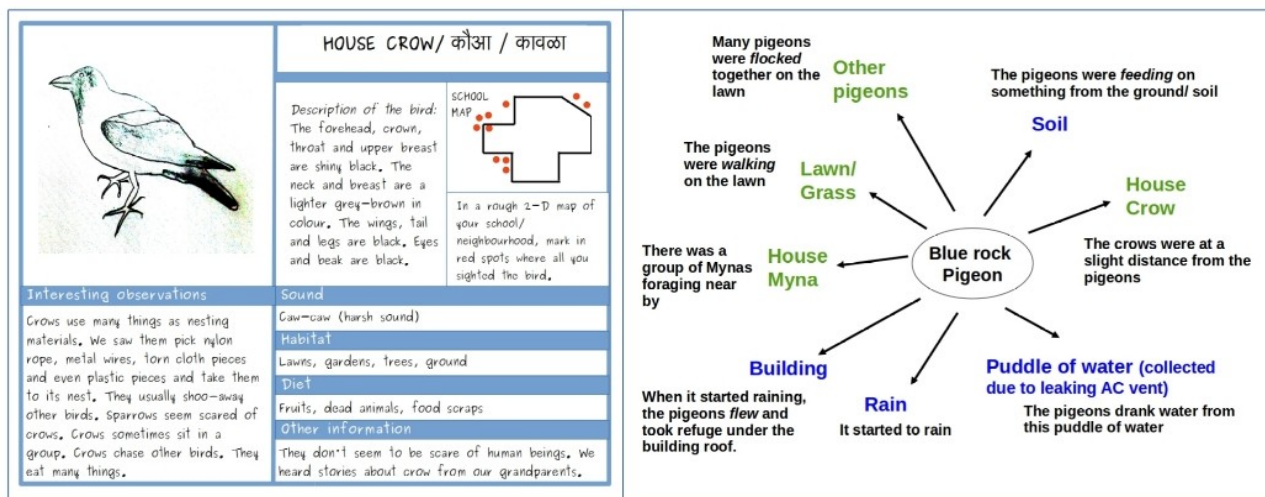 HOUSE CROW/ कौआ / कावळा
Description of the bird:
The forehead, crown,
throat and upper breast
are shiny black. The
neck and breast are a
lighter grey-brown in
colour. The wings, tail
and legs are black. Eyes
and beak are black.
SCHOOL
MAP
In a rough 2-D map of
your school/
neighbourhood, mark in
red spots where all you
sighted the bird.
Interesting observations
Crows use many things as nesting
materials. We saw them pick nylon
rope, metal wires, torn cloth pieces
and even plastic pieces and take them
to its nest. They usually shoo-away
other birds. Sparrows seem scared of
crows. Crows sometimes sit in a
group. Crows chase other birds. They
eat many things.
Sound
Caw-caw (harsh sound)
Habitat
Lawns, gardens, trees, ground
Diet
Fruits, dead animals, food scraps
Other information
They don't seem to be scare of human beings. We
heard stories about crow from our grandparents.
Many pigeons
were flocked
together on the
lawn
Other
pigeons
The pigeons were feeding on
something from the ground/ soil
Soil
The pigeons
were walking
on the lawn
Lawn/
Grass
House
Crow
The crows were at a
slight distance from the
pigeons
There was a
group of Mynas
foraging near
by
House
Myna
Blue rock
Pigeon
Building
When it started raining,
the pigeons flew and
took refuge under the
building roof.
Rain
It started to rain
Puddle of water (collected
due to leaking AC vent)
The pigeons drank water from
this puddle of water